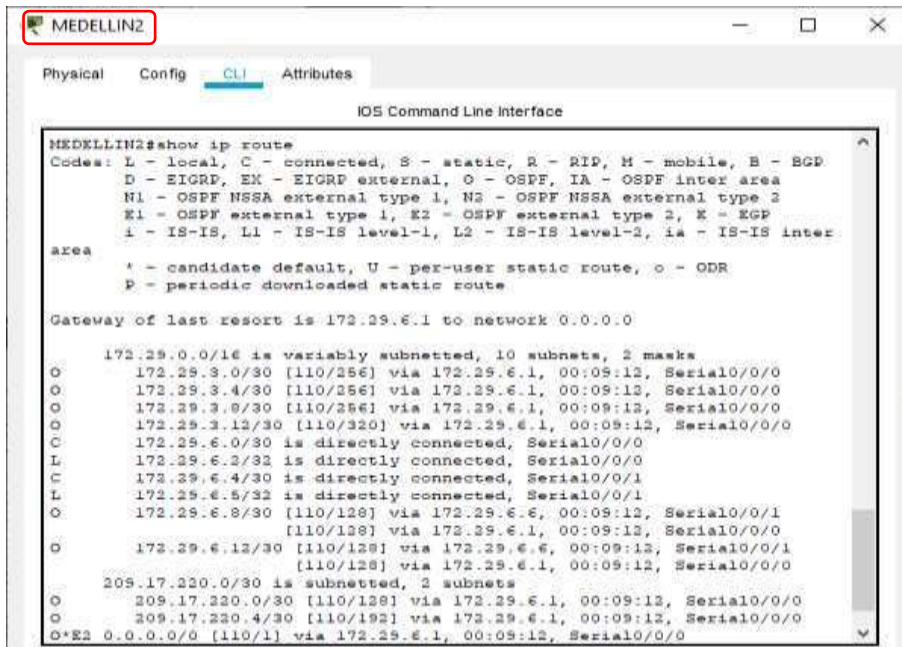 MEDELLIN2
Physical Config CLI Attributes
IOS Command Line Interface
MEDELLIN2#show ip route
Codes: L - local, C - connected, S - static, R - RIP, M - mobile, B - BGP
D - EIGRP, EX - EIGRP external, O - OSPF, IA - OSPF inter area
N1 - OSPF NSSA external type 1, N2 - OSPF NSSA external type 2
E1 - OSPF external type 1, E2 - OSPF external type 2, E - EGP
i - IS-IS, L1 - IS-IS level-1, L2 - IS-IS level-2, ia - IS-IS inter
area
* - candidate default, U - per-user static route, o - ODR
P - periodic downloaded static route
Gateway of last resort is 172.29.6.1 to network 0.0.0.0
172.29.0.0/16 is variably subnetted, 10 subnets, 2 masks
O 172.29.3.0/30 [110/256] via 172.29.6.1, 00:09:12, Serial0/0/0
O 172.29.3.4/30 [110/256] via 172.29.6.1, 00:09:12, Serial0/0/0
O 172.29.3.8/30 [110/256] via 172.29.6.1, 00:09:12, Serial0/0/0
O 172.29.3.12/30 [110/320] via 172.29.6.1, 00:09:12, Serial0/0/0
C 172.29.6.0/30 is directly connected, Serial0/0/0
L 172.29.6.2/32 is directly connected, Serial0/0/0
C 172.29.6.4/30 is directly connected, Serial0/0/1
L 172.29.6.5/32 is directly connected, Serial0/0/1
O 172.29.6.8/30 [110/128] via 172.29.6.6, 00:09:12, Serial0/0/1
[110/128] via 172.29.6.1, 00:09:12, Serial0/0/0
O 172.29.6.12/30 [110/128] via 172.29.6.6, 00:09:12, Serial0/0/1
[110/128] via 172.29.6.1, 00:09:12, Serial0/0/0
209.17.220.0/30 is subnetted, 2 subnets
O 209.17.220.0/30 [110/128] via 172.29.6.1, 00:09:12, Serial0/0/0
O 209.17.220.4/30 [110/192] via 172.29.6.1, 00:09:12, Serial0/0/0
O*E2 0.0.0.0/0 [110/1] via 172.29.6.1, 00:09:12, Serial0/0/0